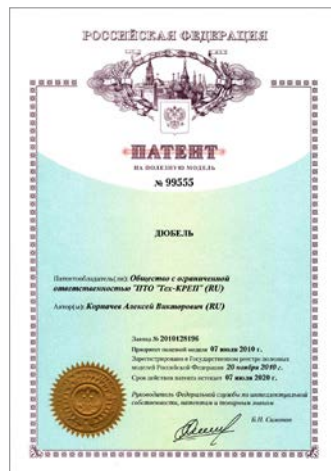 РОССИЙСКАЯ ФЕДЕРАЦИЯ
ПАТЕНТ
НА ПОЛЕЗНУЮ МОДЕЛЬ
№ 99555
ДЮБЕЛЬ
Патентообладатель(ли): Общество с ограниченной
ответственностью "ПТО "Тех-КРЕП" (RU)
Автор(ы): Корпачев Алексей Викторович (RU)
Заявка № 2010128196
Приоритет полезной модели 07 июля 2010 г.
Зарегистрировано в Государственном реестре полезных
моделей Российской Федерации 20 ноября 2010 г.
Срок действия патента истекает 07 июля 2020 г.
Руководитель Федеральной службы по интеллектуальной
собственности, патентам и товарным знакам
Б.П. Симонов